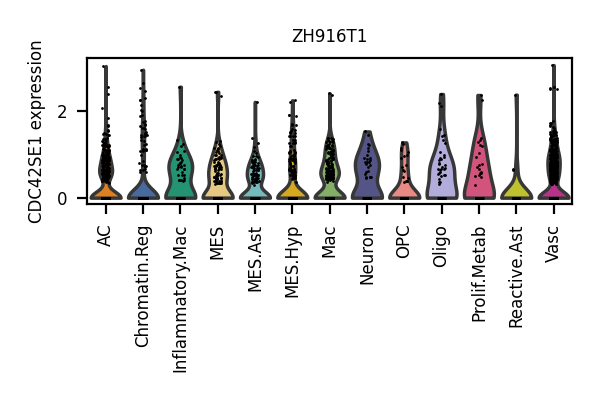 ZH916T1
CDC42SE1 expression
2
0
AC
Chromatin.Reg
Inflammatory.Mac
MES
MES.Ast
MES.Hyp
Mac
Neuron
OPC
Oligo
Prolif.Metab
Reactive.Ast
Vasc